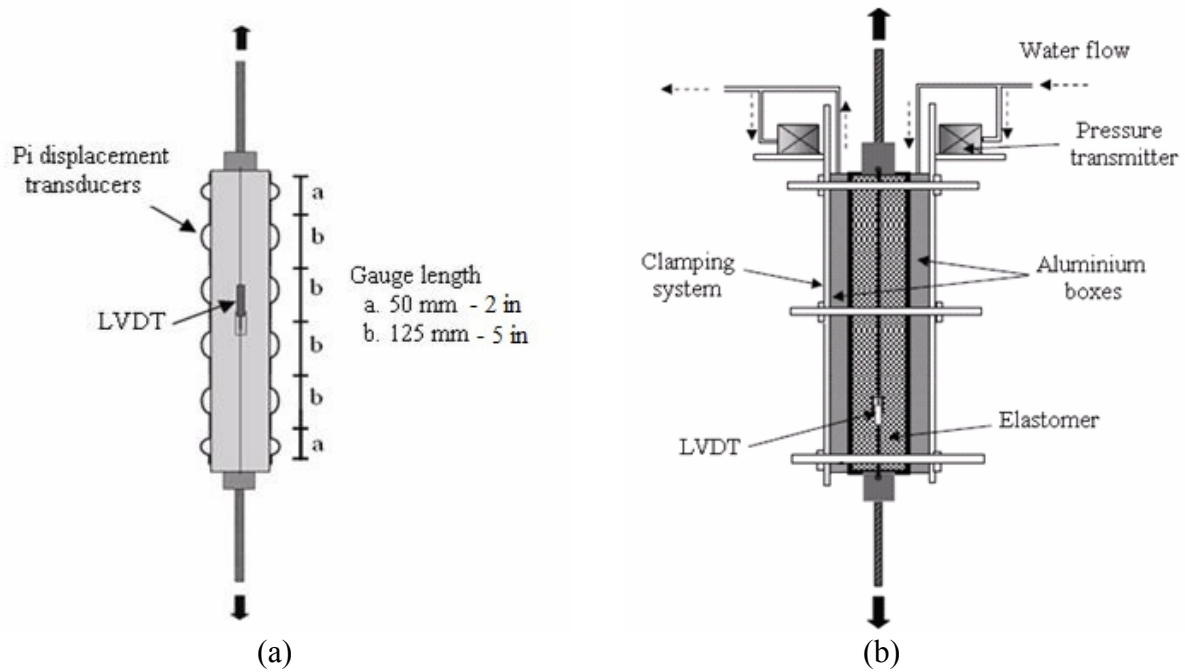 Pi displacement
transducers
LVDT
a
b
b
b
b
a
Gauge length
a. 50 mm - 2 in
b. 125 mm - 5 in
(a)
Water flow
Pressure
transmitter
Clamping
system
Aluminium
boxes
Elastomer
LVDT
(b)